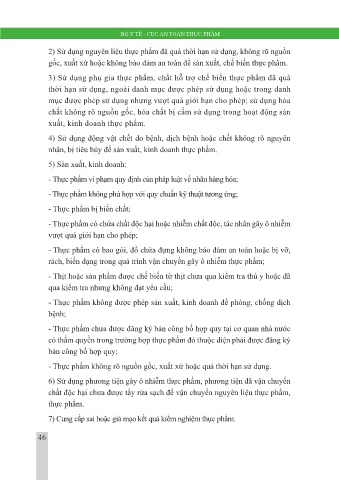 BỘ Y TẾ - CỤC AN TOÀN THỰC PHẨM
2) Sử dụng nguyên liệu thực phẩm đã quá thời hạn sử dụng, không rõ nguồn
gốc, xuất xứ hoặc không bảo đảm an toàn để sản xuất, chế biến thực phẩm.
3) Sử dụng phụ gia thực phẩm, chất hỗ trợ chế biến thực phẩm đã quá
thời hạn sử dụng, ngoài danh mục được phép sử dụng hoặc trong danh
mục được phép sử dụng nhưng vượt quá giới hạn cho phép; sử dụng hóa
chất không rõ nguồn gốc, hóa chất bị cấm sử dụng trong hoạt động sản
xuất, kinh doanh thực phẩm.
4) Sử dụng động vật chết do bệnh, dịch bệnh hoặc chết không rõ nguyên
nhân, bị tiêu hủy để sản xuất, kinh doanh thực phẩm.
5) Sản xuất, kinh doanh:
- Thực phẩm vi phạm quy định của pháp luật về nhãn hàng hóa;
- Thực phẩm không phù hợp với quy chuẩn kỹ thuật tương ứng;
- Thực phẩm bị biến chất;
- Thực phẩm có chứa chất độc hại hoặc nhiễm chất độc, tác nhân gây ô nhiễm
vượt quá giới hạn cho phép;
- Thực phẩm có bao gói, đồ chứa đựng không bảo đảm an toàn hoặc bị vỡ,
rách, biến dạng trong quá trình vận chuyển gây ô nhiễm thực phẩm;
- Thịt hoặc sản phẩm được chế biến từ thịt chưa qua kiểm tra thú y hoặc đã
qua kiểm tra nhưng không đạt yêu cầu;
- Thực phẩm không được phép sản xuất, kinh doanh để phòng, chống dịch
bệnh;
- Thực phẩm chưa được đăng ký bản công bố hợp quy tại cơ quan nhà nước
có thẩm quyền trong trường hợp thực phẩm đó thuộc diện phải được đăng ký
bản công bố hợp quy;
- Thực phẩm không rõ nguồn gốc, xuất xứ hoặc quá thời hạn sử dụng.
6) Sử dụng phương tiện gây ô nhiễm thực phẩm, phương tiện đã vận chuyển
chất độc hại chưa được tẩy rửa sạch để vận chuyển nguyên liệu thực phẩm,
thực phẩm.
7) Cung cấp sai hoặc giả mạo kết quả kiểm nghiệm thực phẩm.
46